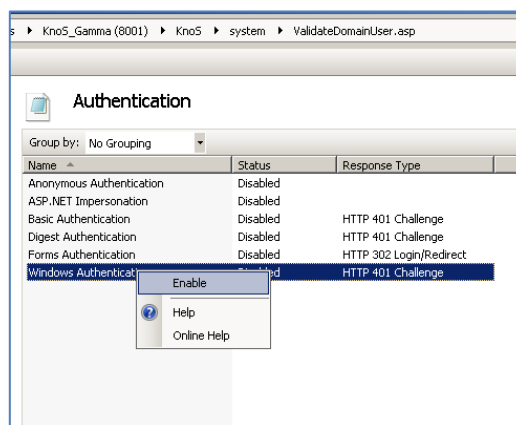 s ▸ KnoS_Gamma (8001) ▸ KnoS ▸ system ▸ ValidateDomainUser.asp
Authentication
Group by: No Grouping
Name Status Response Type
Anonymous Authentication Disabled
ASP.NET Impersonation Disabled
Basic Authentication Disabled HTTP 401 Challenge
Digest Authentication Disabled HTTP 401 Challenge
Forms Authentication Disabled HTTP 302 Login/Redirect
Windows Authenticati Disabled HTTP 401 Challenge
Enable
Help
Online Help